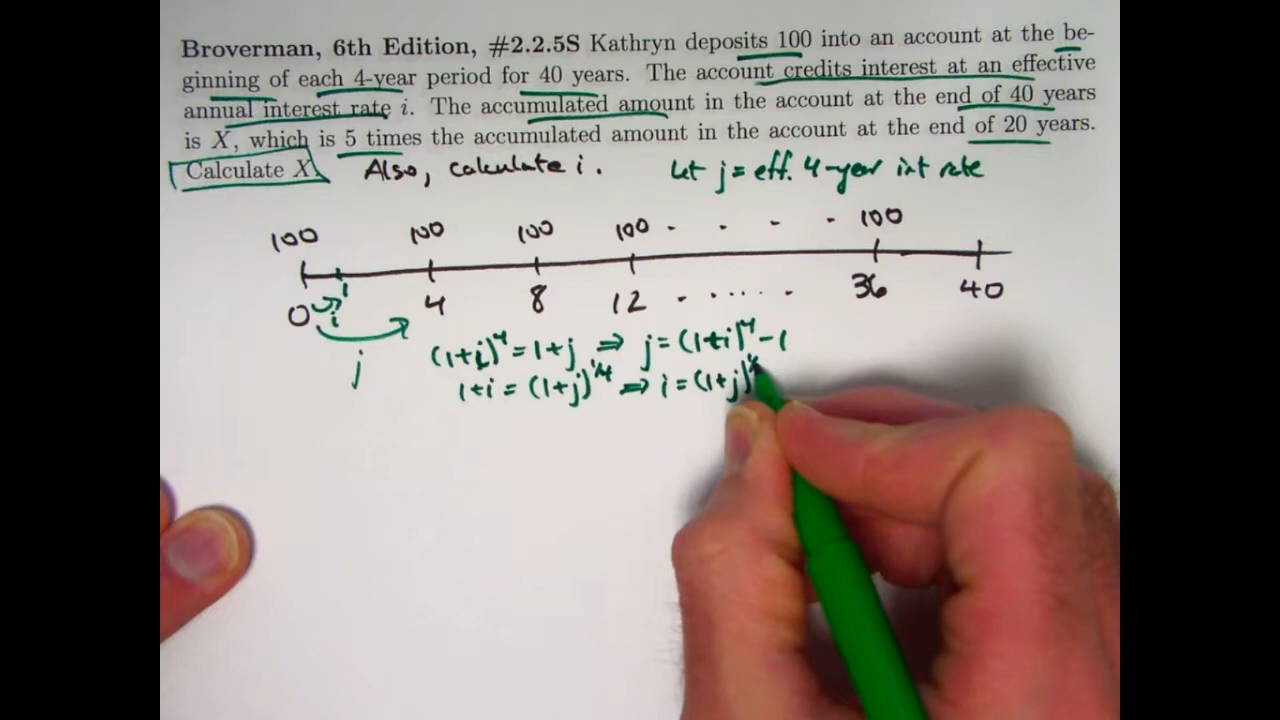 Broverman, 6th Edition, #2.2.5S Kathryn deposits 100 into an account at the be-
ginning of each 4-year period for 40 years. The account credits interest at an effective
annual interest rate i. The accumulated amount in the account at the end of 40 years
is X, which is 5 times the accumulated amount in the account at the end of 20 years.
Calculate X. Also, calculate i. Let j = eff. 4-year int rate
100 100 100 100 . . . . 100
0 i 4 8 12 . ..... . 36 40
j (1+i)^4 = 1+j ⇒ j = (1+i)^4 - 1
1+i = (1+j)^1/4 ⇒ i = (1+j)